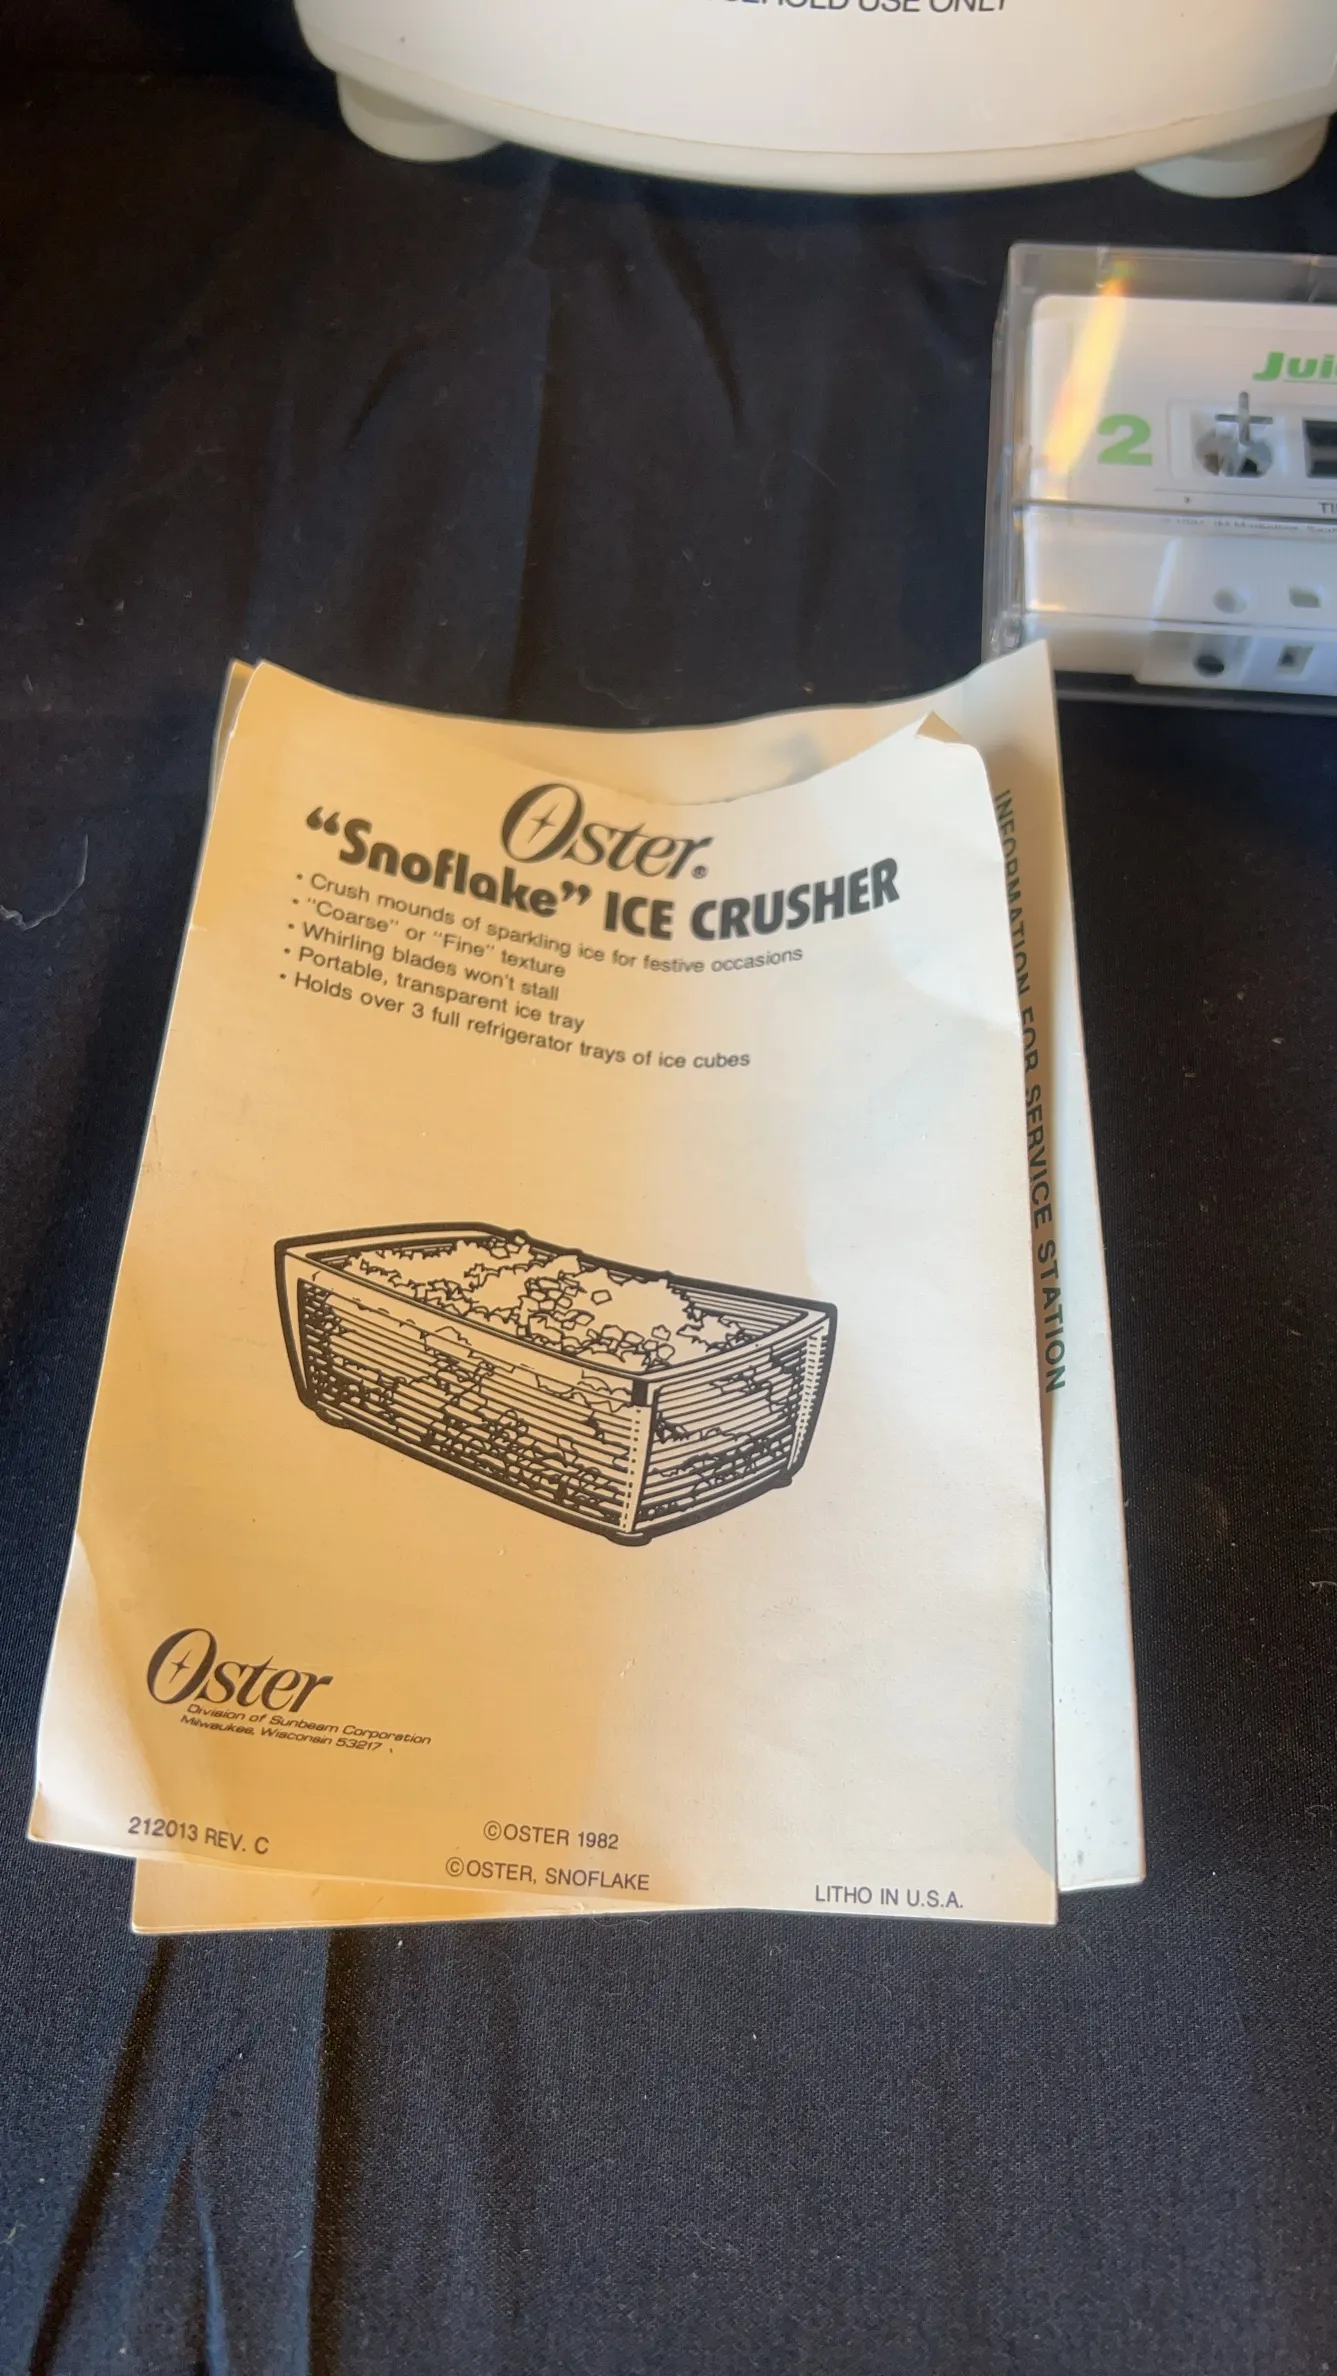 USE ONLY
2
Oster®
“Snoflake” ICE CRUSHER
• Crush mounds of sparkling ice for festive occasions
• "Coarse" or "Fine" texture
• Whirling blades won't stall
• Portable, transparent ice tray
• Holds over 3 full refrigerator trays of ice cubes
INFORMATION FOR SERVICE STATION
Oster
Division of Sunbeam Corporation
Milwaukee, Wisconsin 53217
212013 REV. C
©OSTER 1982
©OSTER, SNOFLAKE
LITHO IN U.S.A.